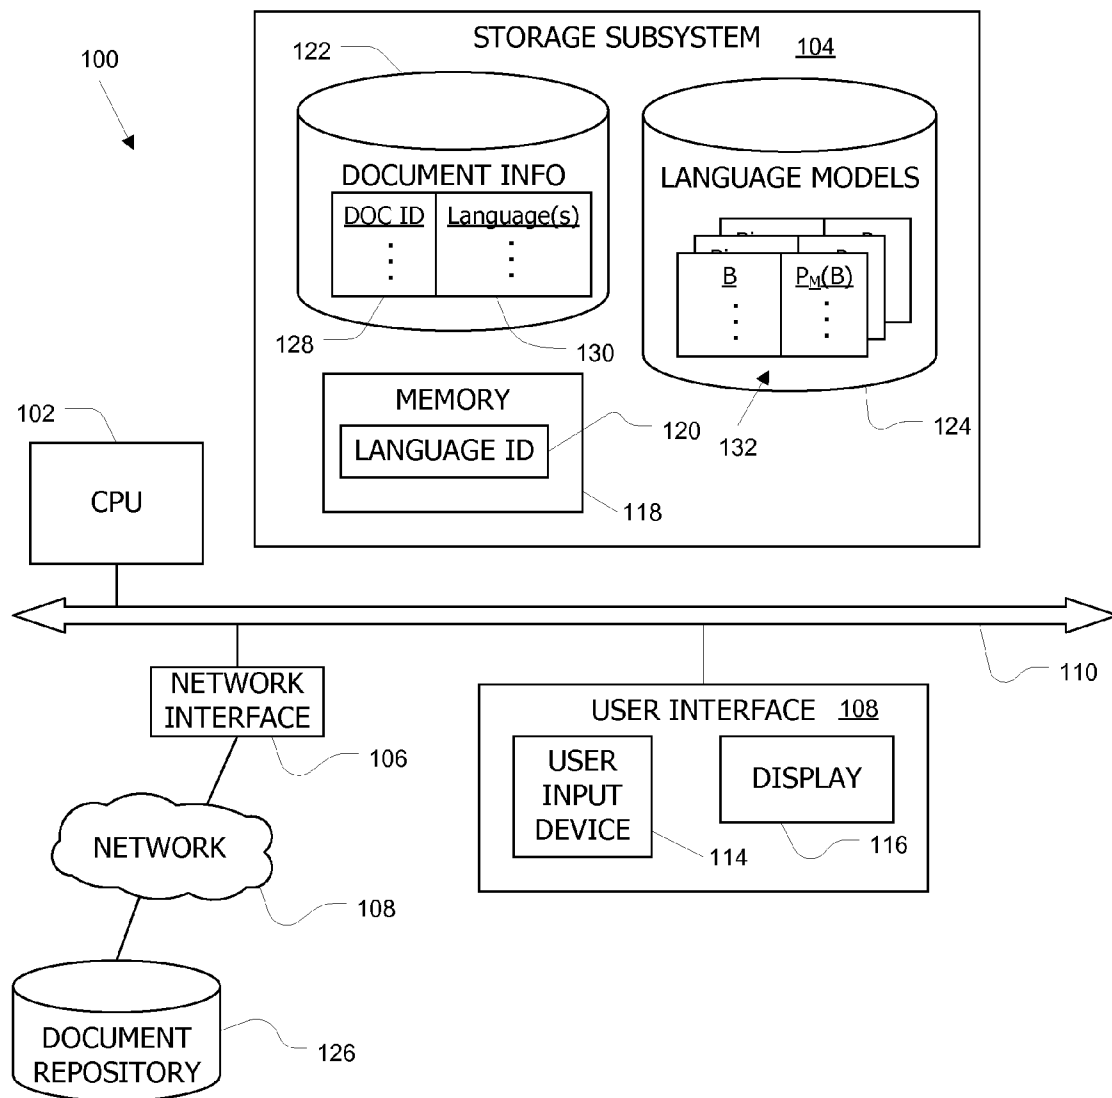 STORAGE SUBSYSTEM 104
100
122
DOCUMENT INFO
DOC ID Language(s)
128
130
LANGUAGE MODELS
B P_M(B)
132
124
MEMORY
LANGUAGE ID
120
118
102
CPU
110
NETWORK
INTERFACE
106
NETWORK
108
DOCUMENT
REPOSITORY
126
USER INTERFACE 108
USER
INPUT
DEVICE
114
DISPLAY
116